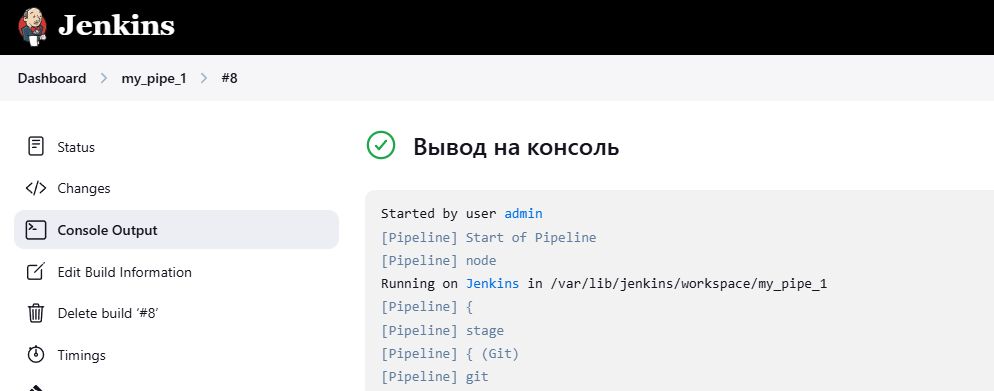 Jenkins
Dashboard > my_pipe_1 > #8
Status
Changes
Console Output
Edit Build Information
Delete build ‘#8’
Timings
Вывод на консоль
Started by user admin
[Pipeline] Start of Pipeline
[Pipeline] node
Running on Jenkins in /var/lib/jenkins/workspace/my_pipe_1
[Pipeline] {
[Pipeline] stage
[Pipeline] { (Git)
[Pipeline] git